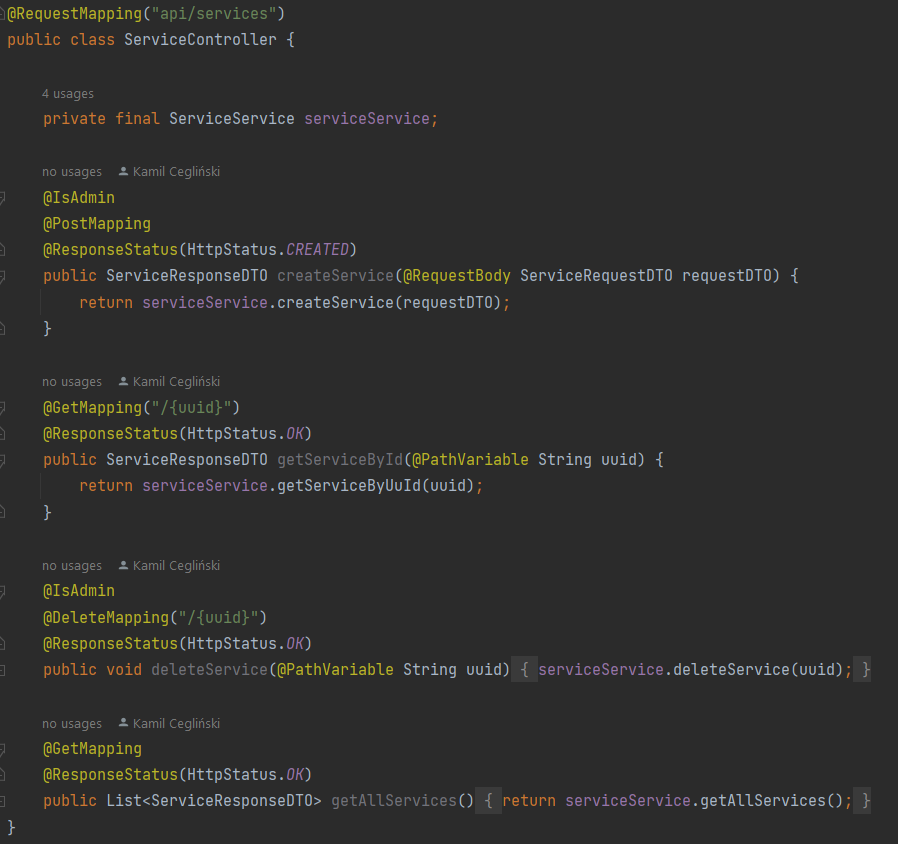 @RequestMapping("api/services")
public class ServiceController {
4 usages
private final ServiceService serviceService;
no usages Kamil Cegliński
@IsAdmin
@PostMapping
@ResponseStatus(HttpStatus.CREATED)
public ServiceResponseDTO createService(@RequestBody ServiceRequestDTO requestDTO) {
return serviceService.createService(requestDTO);
}
no usages Kamil Cegliński
@GetMapping("/{uuid}")
@ResponseStatus(HttpStatus.OK)
public ServiceResponseDTO getServiceById(@PathVariable String uuid) {
return serviceService.getServiceByUuId(uuid);
}
no usages Kamil Cegliński
@IsAdmin
@DeleteMapping("/{uuid}")
@ResponseStatus(HttpStatus.OK)
public void deleteService(@PathVariable String uuid) { serviceService.deleteService(uuid); }
no usages Kamil Cegliński
@GetMapping
@ResponseStatus(HttpStatus.OK)
public List<ServiceResponseDTO> getAllServices() { return serviceService.getAllServices(); }
}